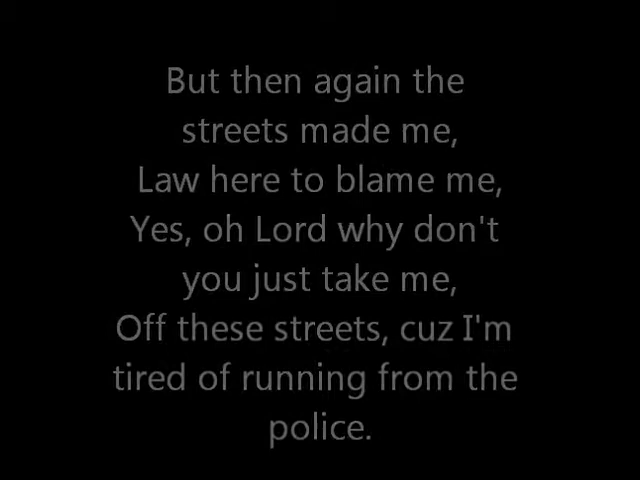 But then again the
streets made me,
Law here to blame me,
Yes, oh Lord why don't
you just take me,
Off these streets, cuz I'm
tired of running from the
police.